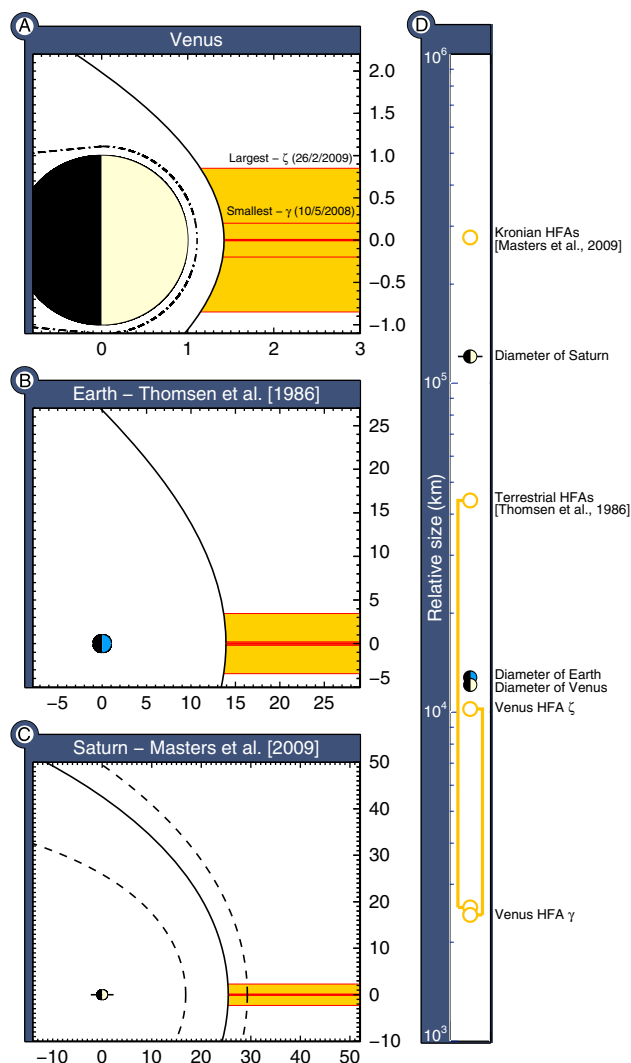 A
Venus
Largest – ζ (26/2/2009)
Smallest – γ (10/5/2008)
2.0
1.5
1.0
0.5
0.0
−0.5
−1.0
0 1 2 3
B
Earth – Thomsen et al. [1986]
25
20
15
10
5
0
−5
−5 0 5 10 15 20 25
C
Saturn – Masters et al. [2009]
50
40
30
20
10
0
−10
−10 0 10 20 30 40 50
D
Relative size (km)
10⁶
10⁵
10⁴
10³
Kronian HFAs
[Masters et al., 2009]
Diameter of Saturn
Terrestrial HFAs
[Thomsen et al., 1986]
Diameter of Earth
Diameter of Venus
Venus HFA ζ
Venus HFA γ